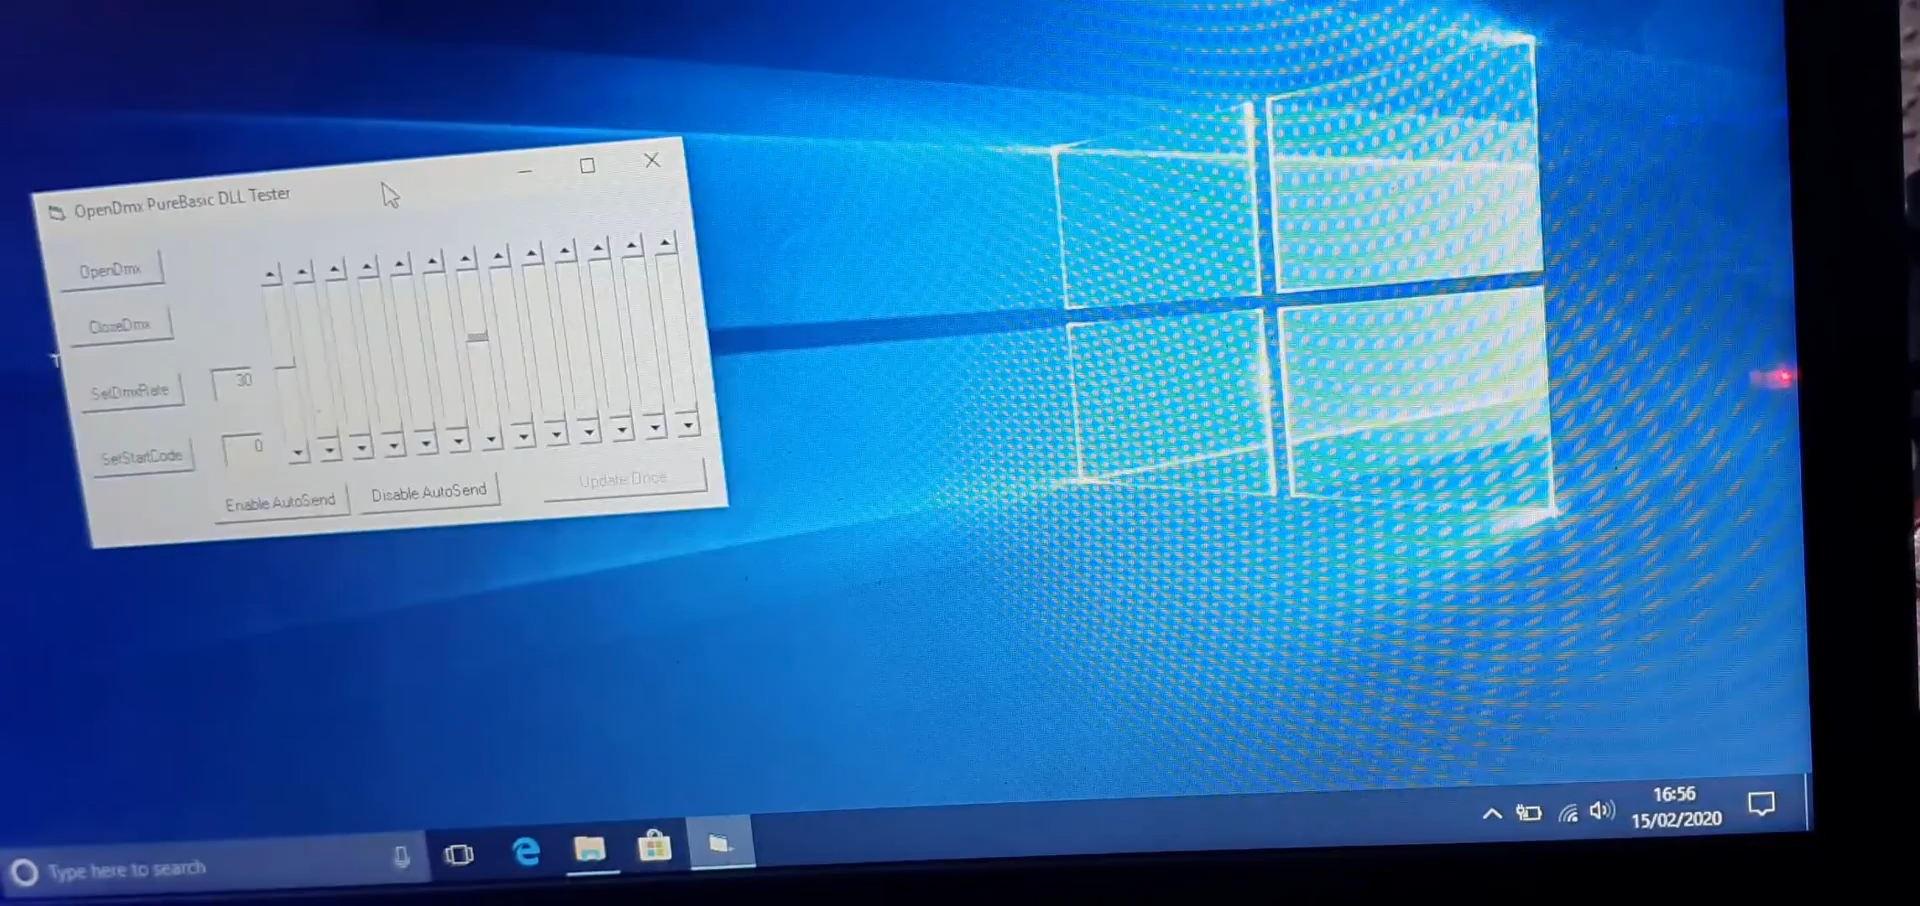 OpenDmx PureBasic DLL Tester
OpenDmx
CloseDmx
SetDmxRate
30
SetStartCode
0
Enable AutoSend
Disable AutoSend
Update Once
Type here to search
16:56
15/02/2020